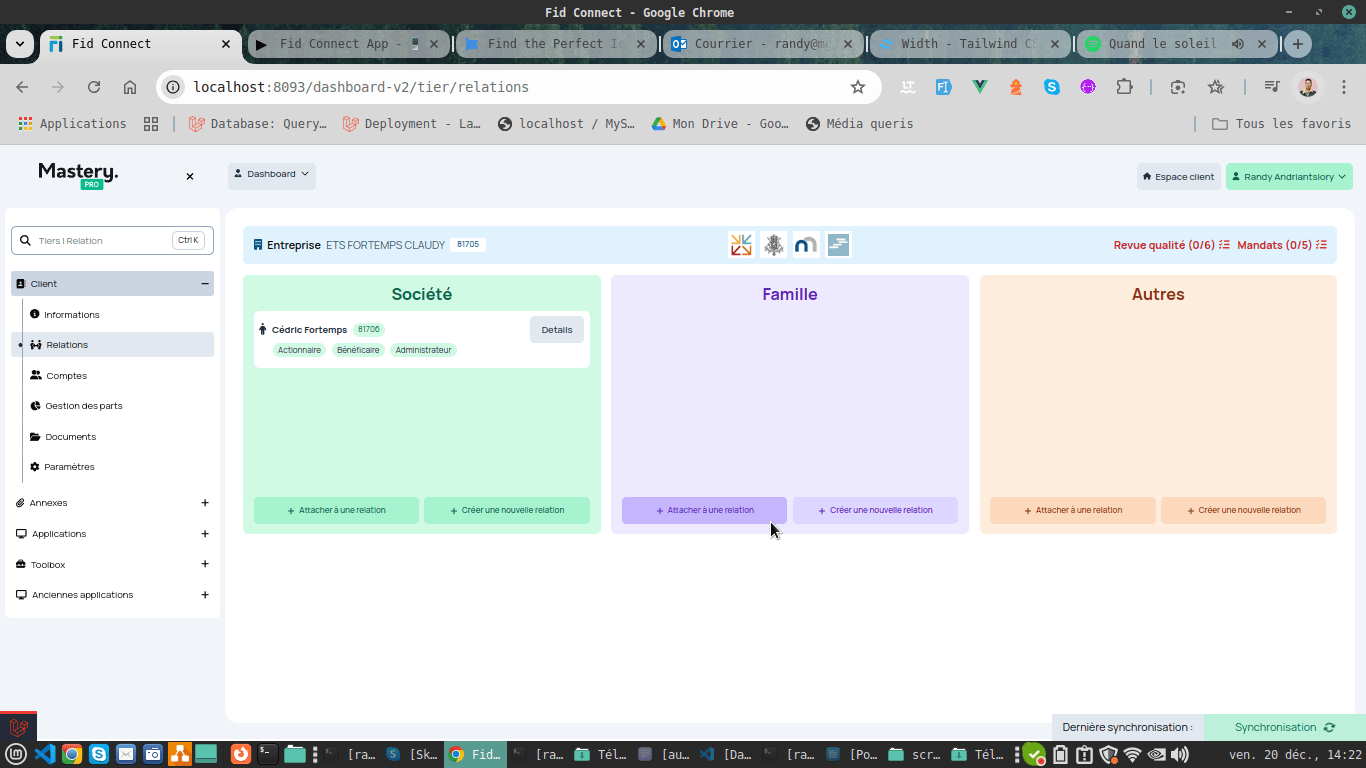 Fid Connect - Google Chrome
Fid Connect
Fid Connect App -
Find the Perfect Ic
Courrier - randy@m
Width - Tailwind CS
Quand le soleil
localhost:8093/dashboard-v2/tier/relations
Applications
Database: Query…
Deployment - La…
localhost / MyS…
Mon Drive - Goo…
Média queris
Tous les favoris
Mastery.
PRO
Dashboard
Espace client
Randy Andriantsiory
Tiers | Relation
Ctrl K
Entreprise ETS FORTEMPS CLAUDY 81705
Revue qualité (0/6) Mandats (0/5)
Client
Informations
Relations
Comptes
Gestion des parts
Documents
Paramètres
Annexes
Applications
Toolbox
Anciennes applications
Société
Cédric Fortemps 81706
Details
Actionnaire Bénéficaire Administrateur
+ Attacher à une relation
+ Créer une nouvelle relation
Famille
+ Attacher à une relation
+ Créer une nouvelle relation
Autres
+ Attacher à une relation
+ Créer une nouvelle relation
Dernière synchronisation :
Synchronisation
[ra…
[Sk…
Fid…
[ra…
Tél…
[au…
[Da…
[ra…
[Po…
scr…
Tél…
ven. 20 déc., 14:22